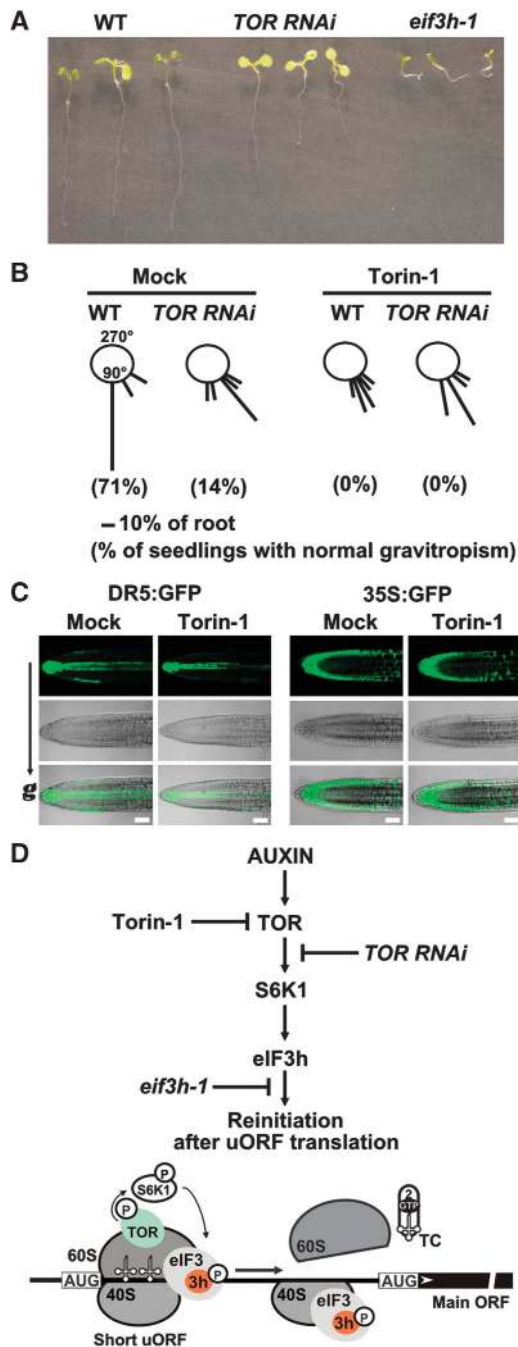 A
WT TOR RNAi eif3h-1
B
Mock Torin-1
WT TOR RNAi WT TOR RNAi
270°
90°
(71%) (14%) (0%) (0%)
10% of root
(% of seedlings with normal gravitropism)
C
DR5:GFP 35S:GFP
Mock Torin-1 Mock Torin-1
g
D
AUXIN
Torin-1 TOR
TOR RNAi
S6K1
eIF3h
eif3h-1
Reinitiation
after uORF translation
P
S6K1
P
TOR
2
GTP
TC
60S
60S
eIF3
3h P
AUG
40S
40S
eIF3
3h P
AUG
Main ORF
Short uORF